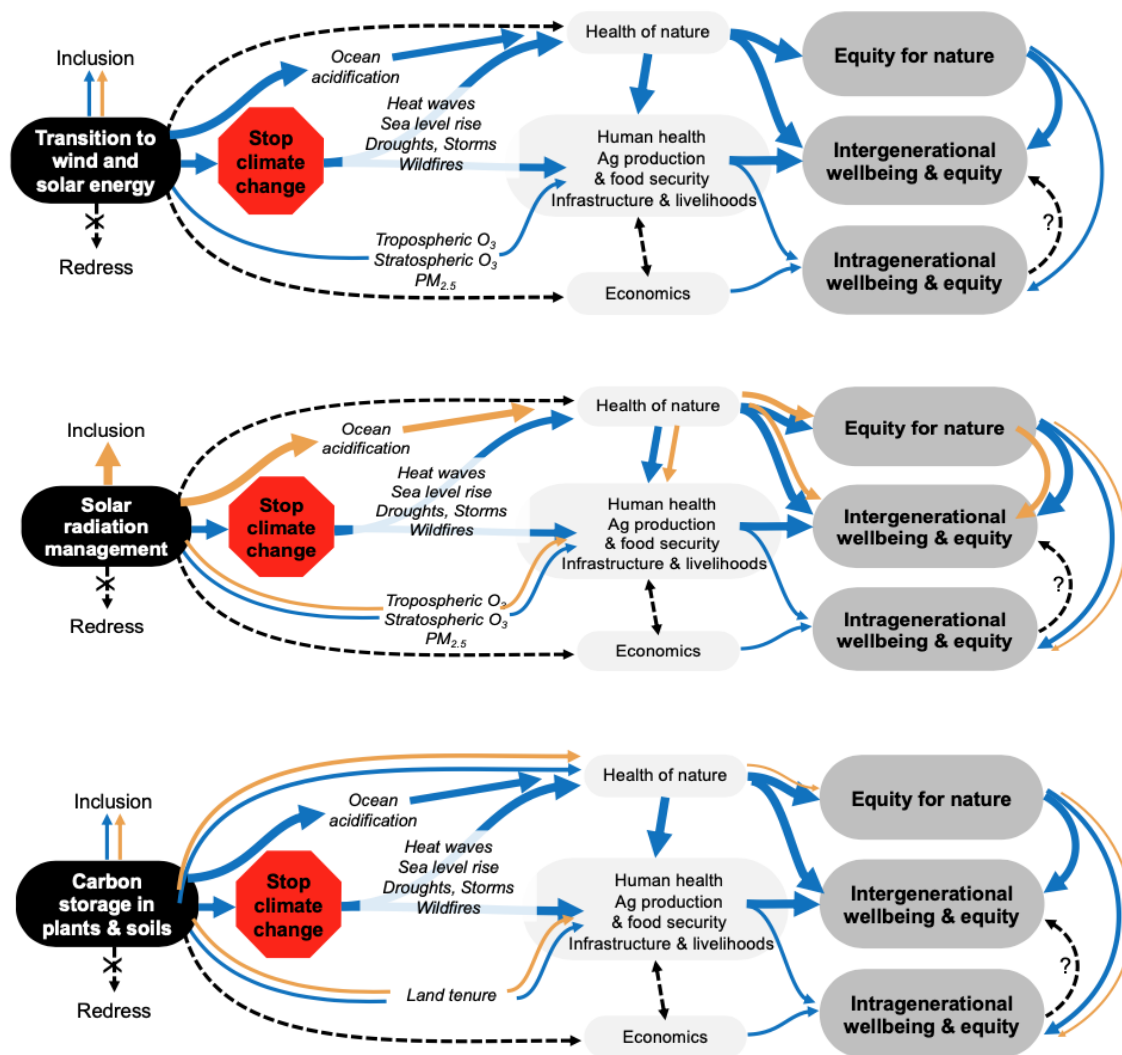 Health of nature
Inclusion
Ocean
acidification
Equity for nature
Heat waves
Sea level rise
Droughts, Storms
Wildfires
Transition to
wind and
solar energy
Stop
climate
change
Human health
Ag production
& food security
Infrastructure & livelihoods
Intergenerational
wellbeing & equity
?
Tropospheric O3
Stratospheric O3
PM2.5
Redress
Economics
Intragenerational
wellbeing & equity
Health of nature
Inclusion
Ocean
acidification
Equity for nature
Heat waves
Sea level rise
Droughts, Storms
Wildfires
Solar
radiation
management
Stop
climate
change
Human health
Ag production
& food security
Infrastructure & livelihoods
Intergenerational
wellbeing & equity
?
Tropospheric O3
Stratospheric O3
PM2.5
Redress
Economics
Intragenerational
wellbeing & equity
Health of nature
Inclusion
Ocean
acidification
Equity for nature
Heat waves
Sea level rise
Droughts, Storms
Wildfires
Carbon
storage in
plants & soils
Stop
climate
change
Human health
Ag production
& food security
Infrastructure & livelihoods
Intergenerational
wellbeing & equity
?
Land tenure
Redress
Economics
Intragenerational
wellbeing & equity